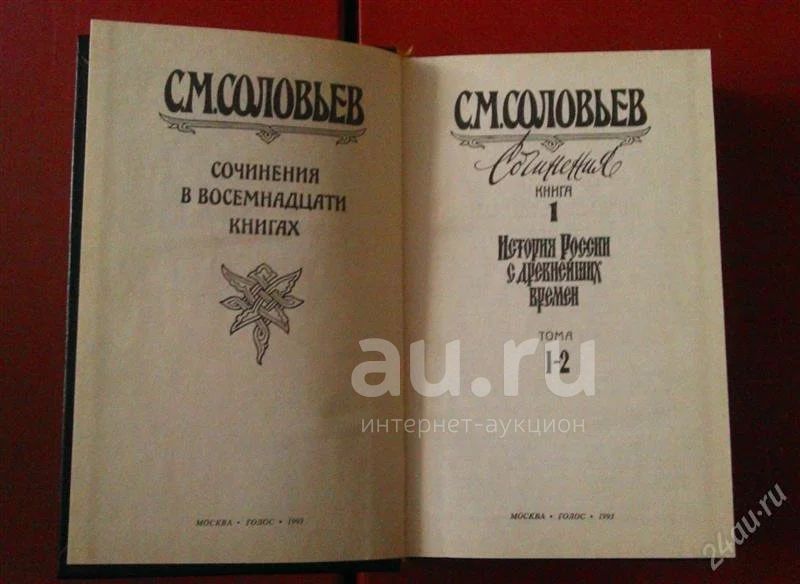 С.М.СОЛОВЬЕВ
СОЧИНЕНИЯ
В ВОСЕМНАДЦАТИ
КНИГАХ
МОСКВА • ГОЛОС • 1993
С.М.СОЛОВЬЕВ
Сочинения
КНИГА
1
История России
с древнейших
времен
ТОМА
1-2
МОСКВА • ГОЛОС • 1993
au.ru
интернет-аукцион
24au.ru